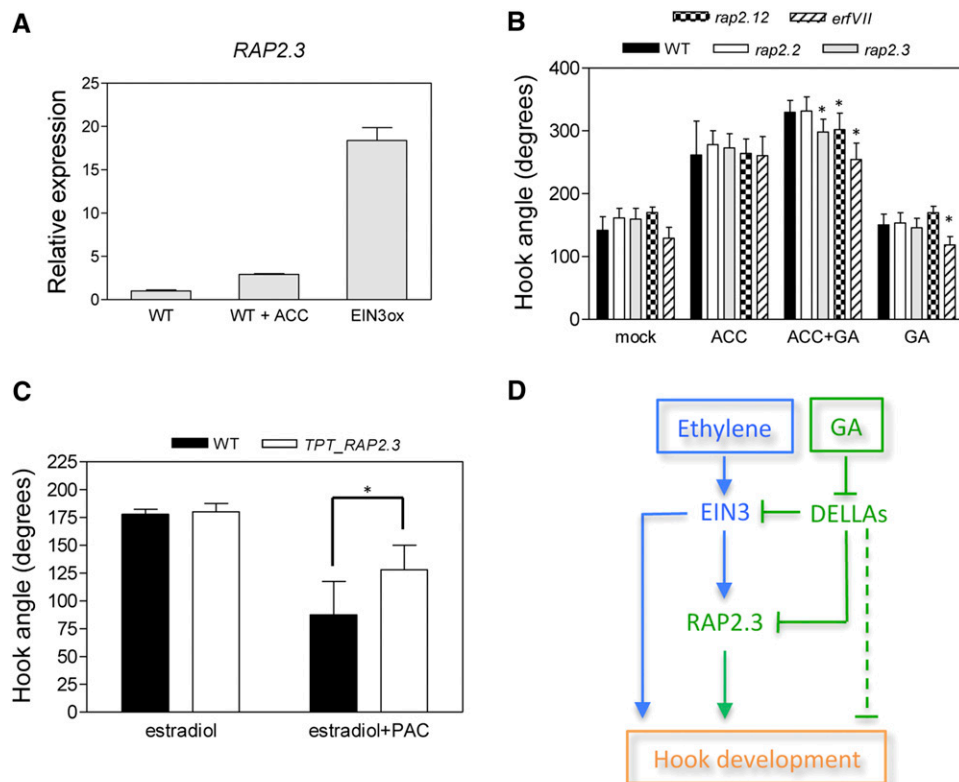 A
RAP2.3
Relative expression
25
20
15
10
5
0
WT
WT + ACC
EIN3ox
B
rap2.12
erfVII
WT
rap2.2
rap2.3
Hook angle (degrees)
400
300
200
100
0
* * *
*
mock
ACC
ACC+GA
GA
C
WT
TPT_RAP2.3
Hook angle (degrees)
225
200
175
150
125
100
75
50
25
0
*
estradiol
estradiol+PAC
D
Ethylene
GA
EIN3
DELLAs
RAP2.3
Hook development